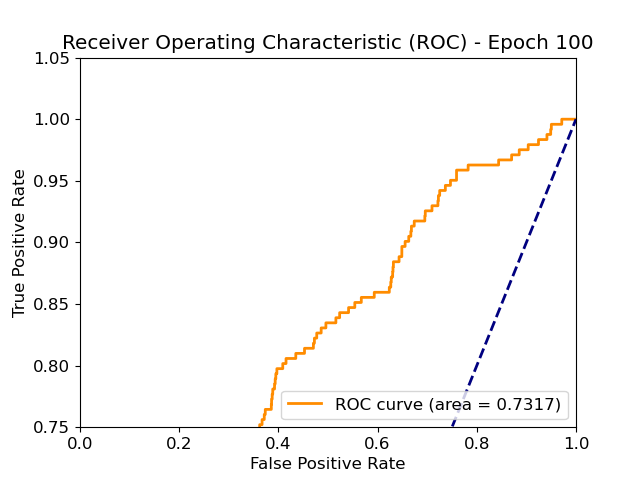 Receiver Operating Characteristic (ROC) - Epoch 100
1.05
1.00
0.95
0.90
0.85
0.80
0.75
True Positive Rate
ROC curve (area = 0.7317)
0.0 0.2 0.4 0.6 0.8 1.0
False Positive Rate